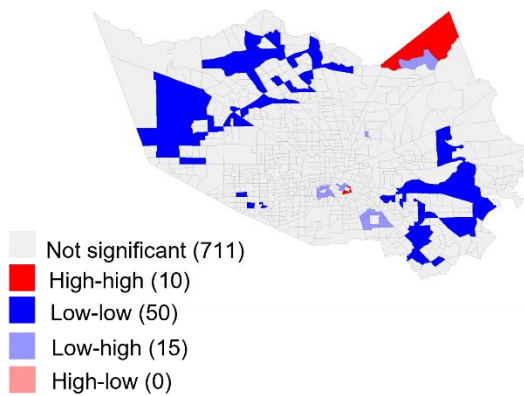 Not significant (711)
High-high (10)
Low-low (50)
Low-high (15)
High-low (0)